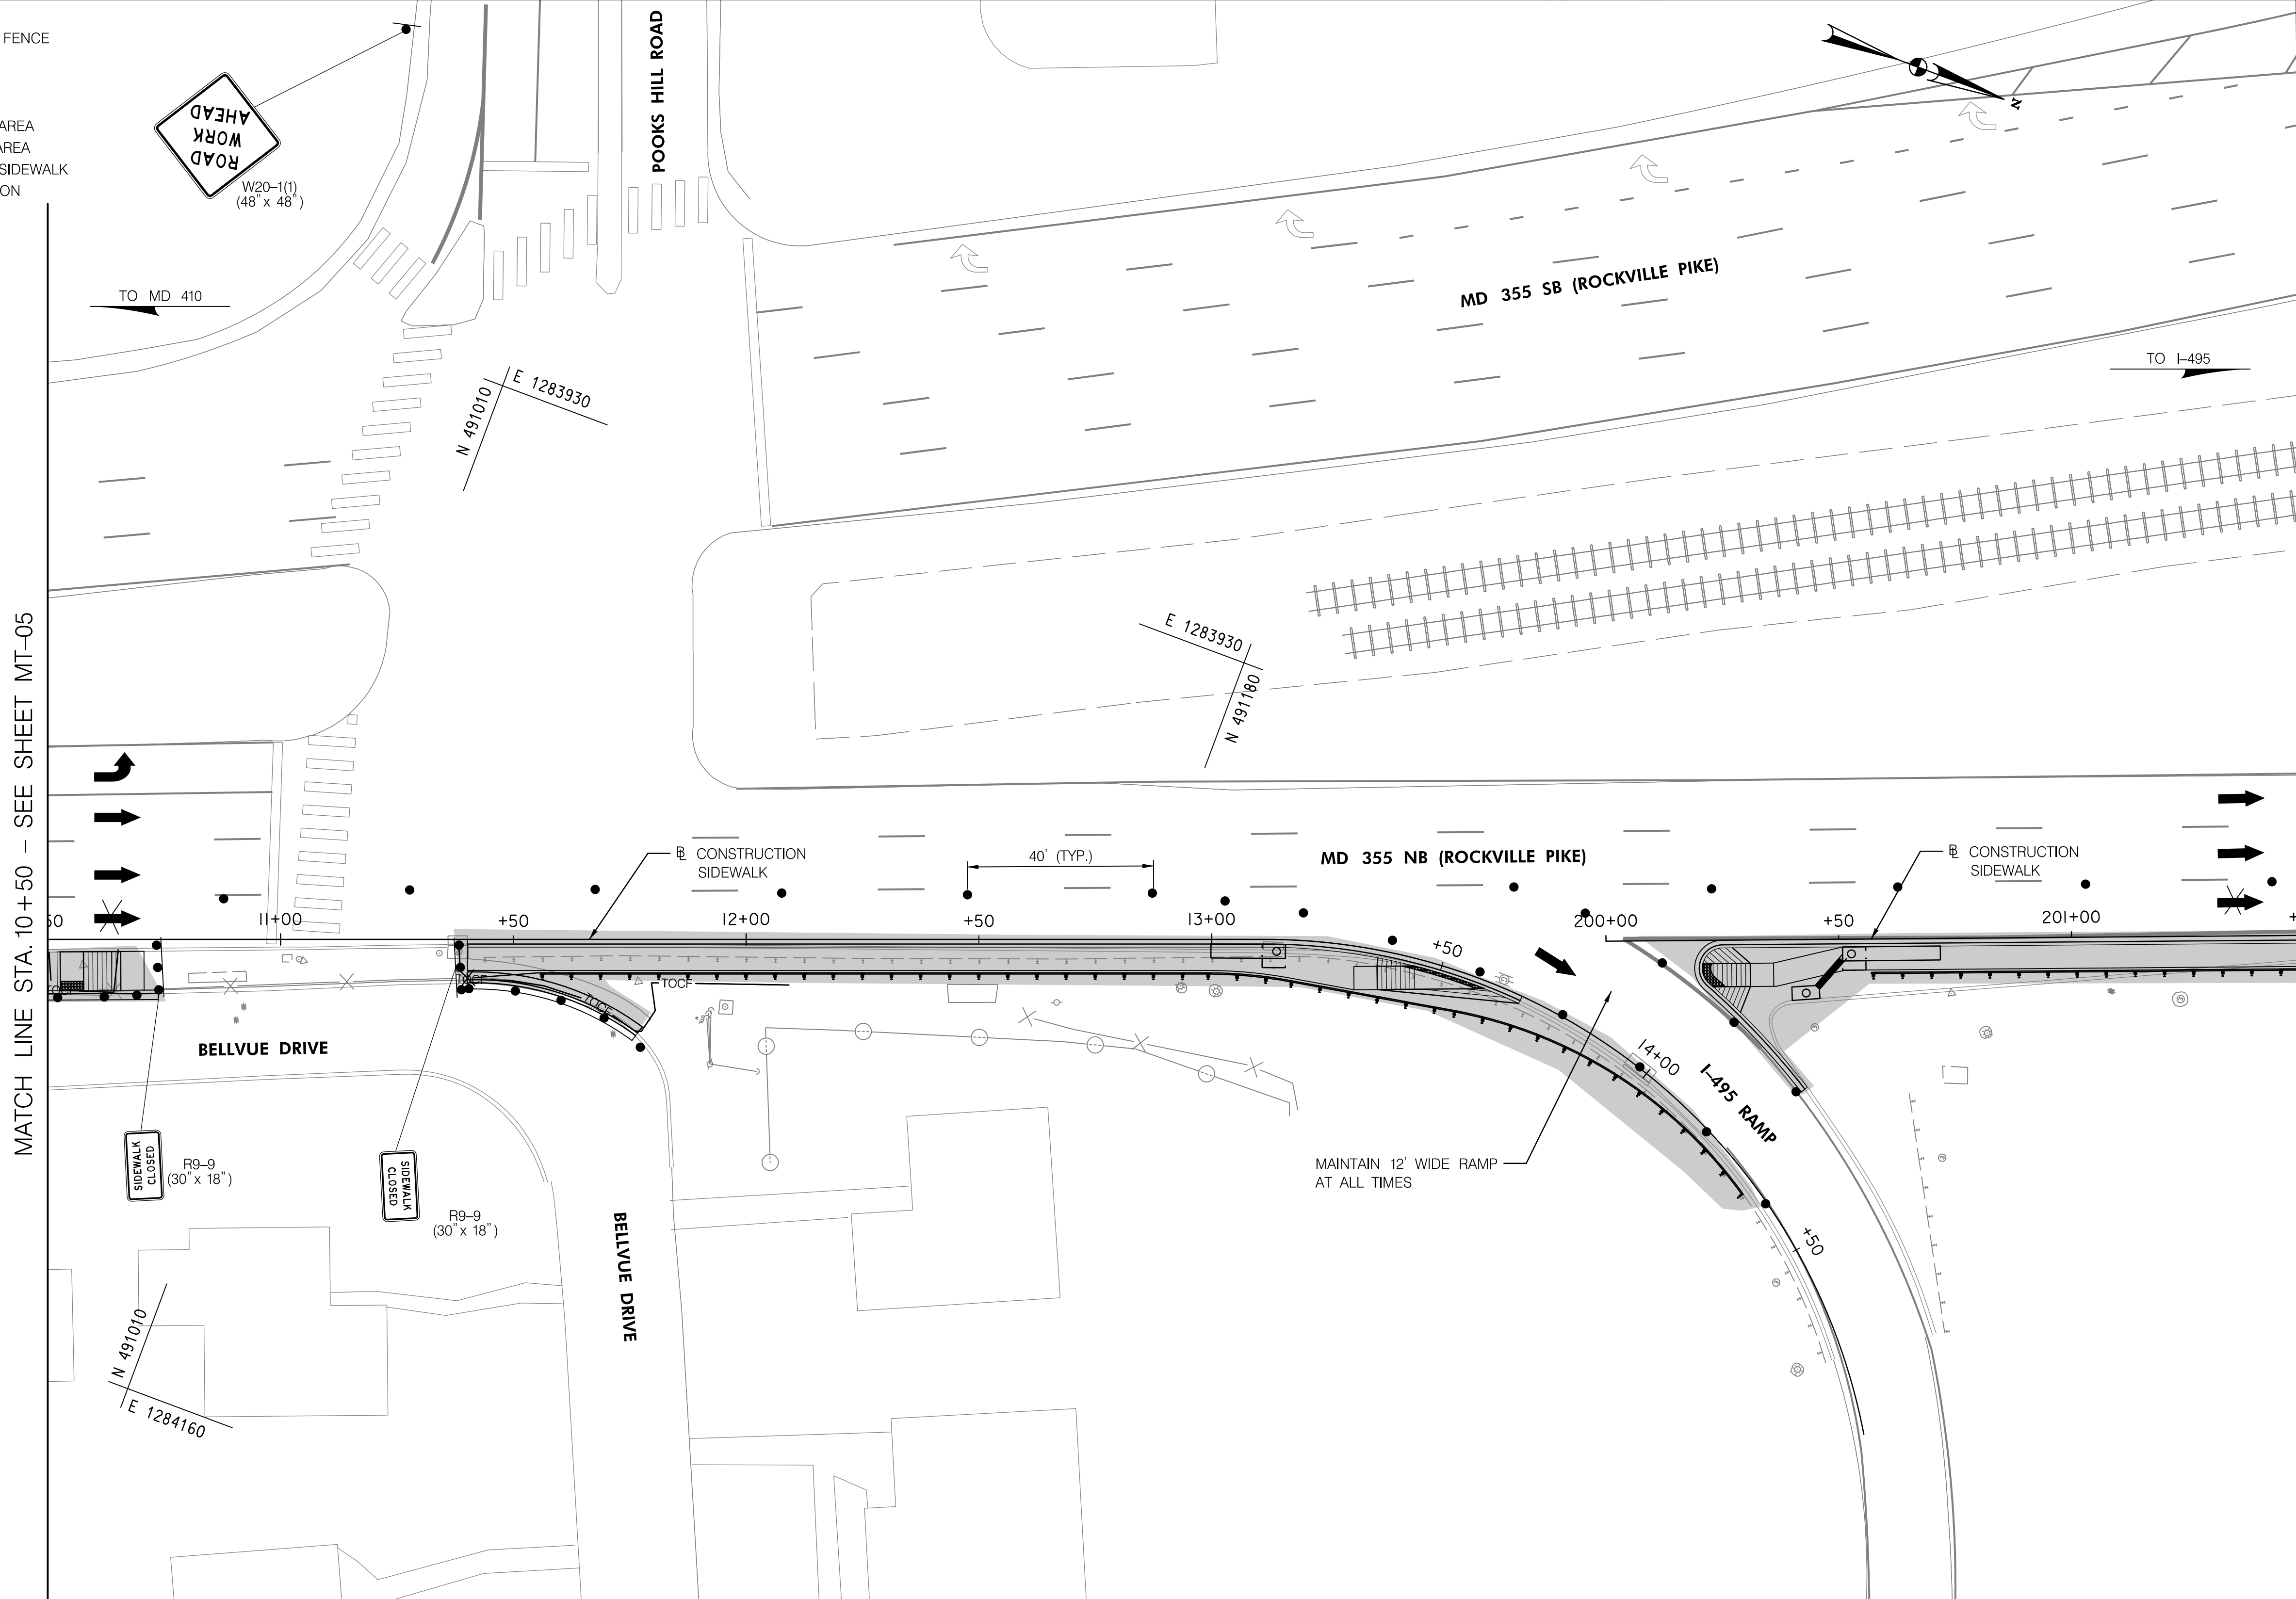 FENCE
AREA
AREA
SIDEWALK
ON
ROAD
WORK
AHEAD
W20–1(1)
(48" x 48")
POOKS HILL ROAD
N
TO MD 410
MD 355 SB (ROCKVILLE PIKE)
TO I–495
E 1283930
N 491010
E 1283930
N 491180
MATCH LINE STA. 10+50 – SEE SHEET MT–05
B CONSTRUCTION
SIDEWALK
40' (TYP.)
MD 355 NB (ROCKVILLE PIKE)
B CONSTRUCTION
SIDEWALK
50
11+00
+50
12+00
+50
13+00
+50
200+00
+50
201+00
14+00
+50
TOCF
TOCF
BELLVUE DRIVE
I–495 RAMP
SIDEWALK
CLOSED
R9–9
(30" x 18")
SIDEWALK
CLOSED
R9–9
(30" x 18")
MAINTAIN 12' WIDE RAMP
AT ALL TIMES
BELLVUE DRIVE
N 491010
E 1284160